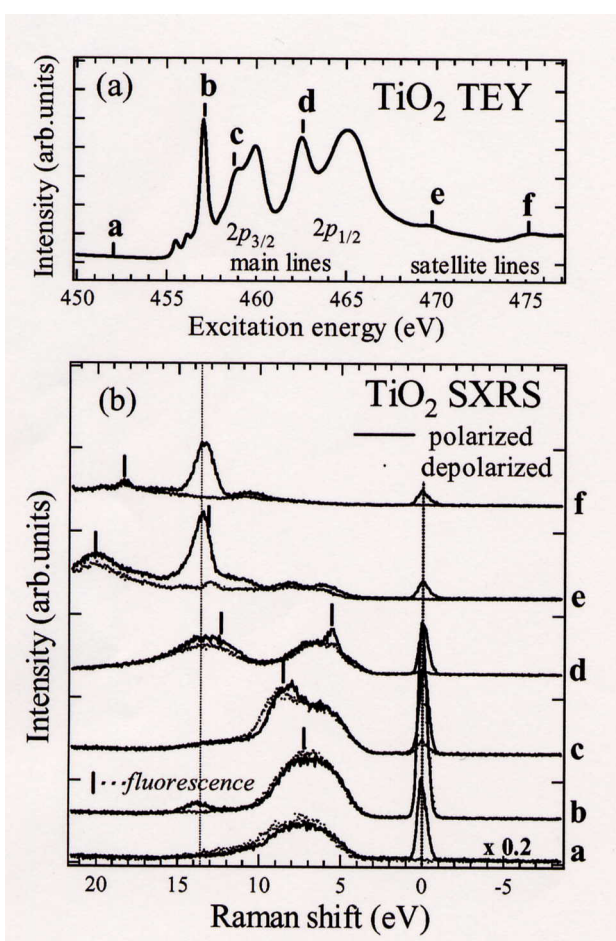 (a)
TiO2 TEY
b
c
d
a
e
f
2p3/2
2p1/2
main lines
satellite lines
Intensity (arb.units)
450 455 460 465 470 475
Excitation energy (eV)
(b)
TiO2 SXRS
polarized
depolarized
f
e
d
c
b
a
Intensity (arb.units)
fluorescence
x 0.2
20 15 10 5 0 -5
Raman shift (eV)